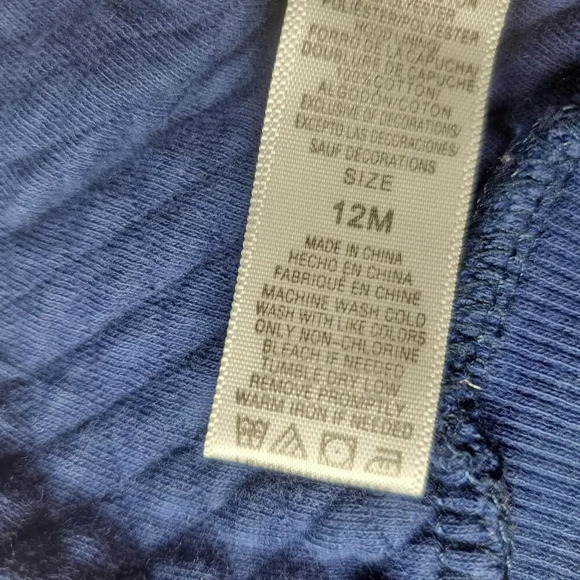 POLIESTER/POLYESTER
HOOD LINING/
FORRO DE LA CAPUCHA/
DOUBLURE DE CAPUCHE
100% COTTON/
ALGODON/COTON
EXCLUSIVE OF DECORATIONS/
EXCEPTO LAS DECORACIONES/
SAUF DECORATIONS
SIZE
12M
MADE IN CHINA
HECHO EN CHINA
FABRIQUÉ EN CHINE
MACHINE WASH COLD
WASH WITH LIKE COLORS
ONLY NON-CHLORINE
BLEACH IF NEEDED
TUMBLE DRY LOW
REMOVE PROMPTLY
WARM IRON IF NEEDED